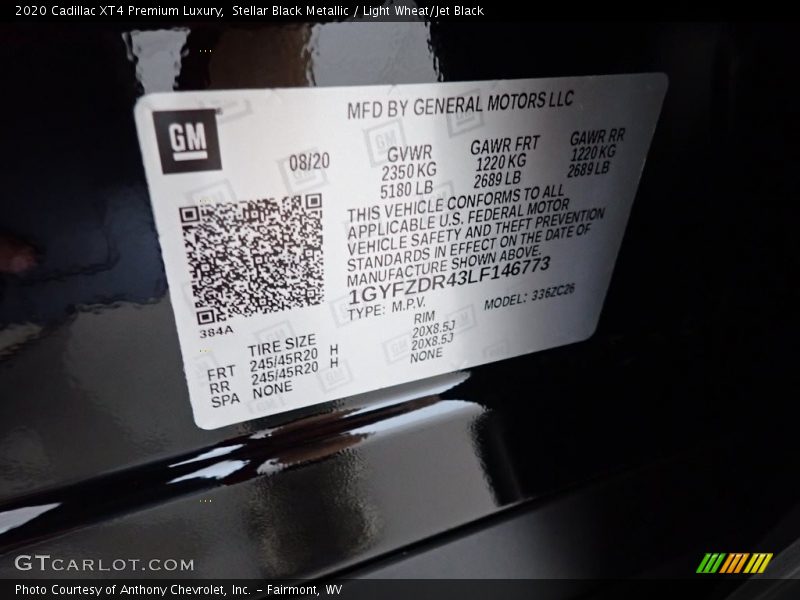 2020 Cadillac XT4 Premium Luxury,  Stellar Black Metallic / Light Wheat/Jet Black
MFD BY GENERAL MOTORS LLC
GM
08/20
GVWR GAWR FRT GAWR RR
2350 KG 1220 KG 1220 KG
5180 LB 2689 LB 2689 LB
THIS VEHICLE CONFORMS TO ALL
APPLICABLE U.S. FEDERAL MOTOR
VEHICLE SAFETY AND THEFT PREVENTION
STANDARDS IN EFFECT ON THE DATE OF
MANUFACTURE SHOWN ABOVE.
1GYFZDR43LF146773
TYPE: M.P.V. MODEL: 336ZC26
384A
TIRE SIZE RIM
FRT 245/45R20 H 20X8.5J
RR 245/45R20 H 20X8.5J
SPA NONE NONE
GTCARLOT.COM
Photo Courtesy of Anthony Chevrolet, Inc. – Fairmont, WV